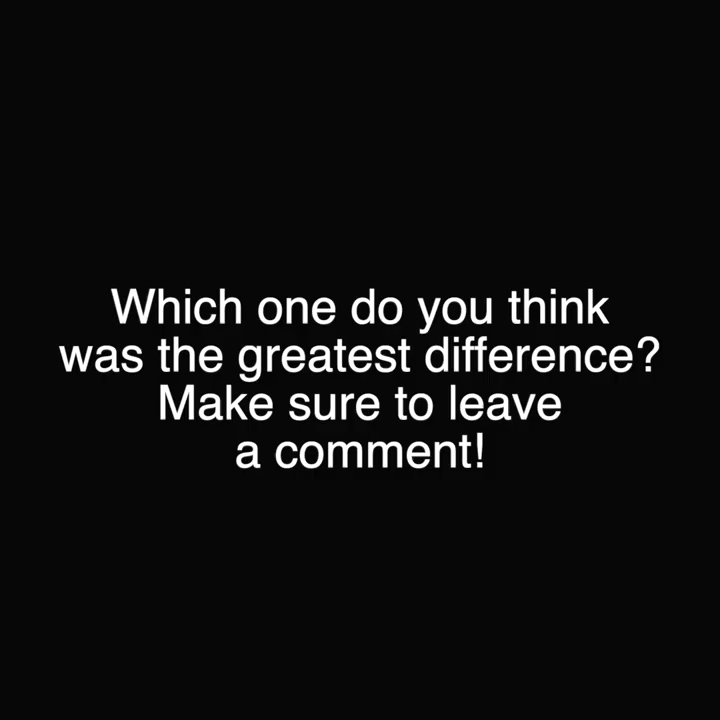 Which one do you think
was the greatest difference?
Make sure to leave
a comment!